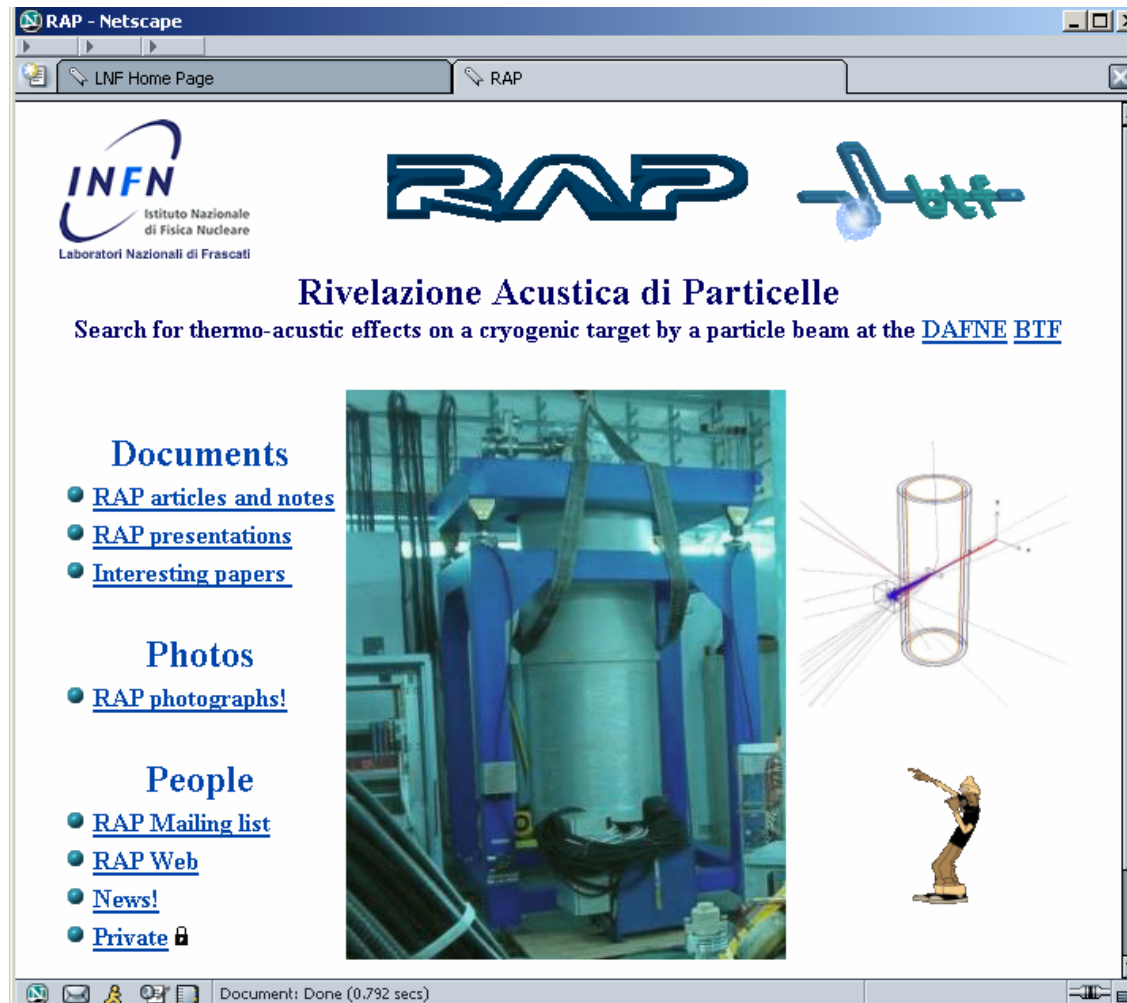 RAP - Netscape
LNF Home Page
RAP
INFN
Istituto Nazionale
di Fisica Nucleare
Laboratori Nazionali di Frascati
RAP
btf
Rivelazione Acustica di Particelle
Search for thermo-acustic effects on a cryogenic target by a particle beam at the DAFNE BTF
Documents
RAP articles and notes
RAP presentations
Interesting papers
Photos
RAP photographs!
People
RAP Mailing list
RAP Web
News!
Private
Document: Done (0.792 secs)